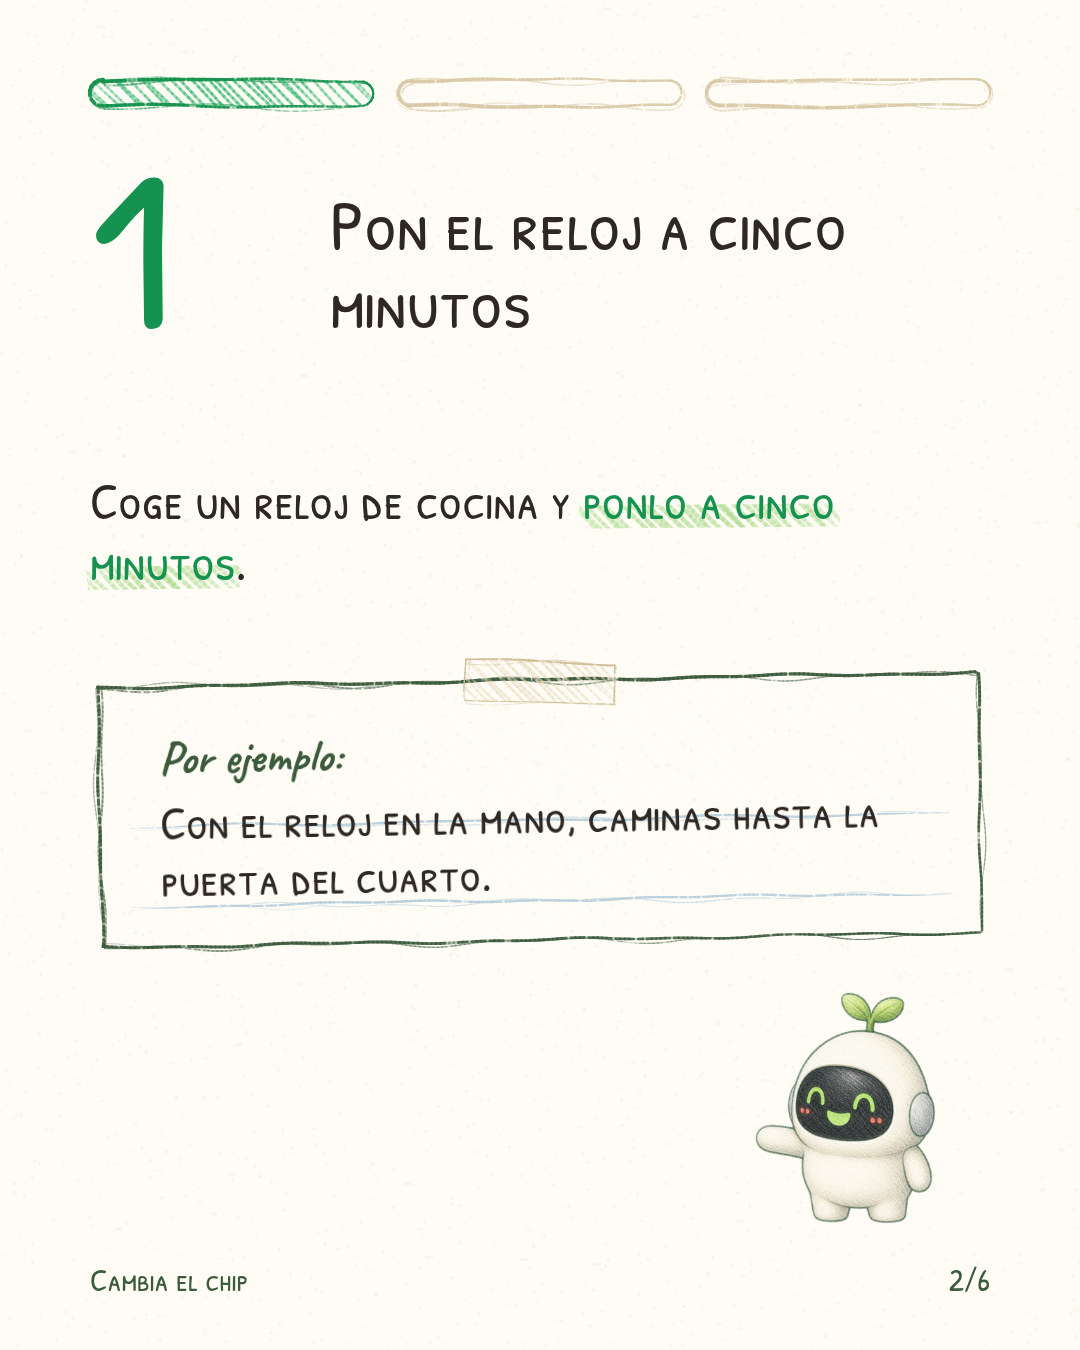 1
Pon el reloj a cinco
minutos
Coge un reloj de cocina y ponlo a cinco
minutos.
Por ejemplo:
Con el reloj en la mano, caminas hasta la
puerta del cuarto.
Cambia el chip
2/6